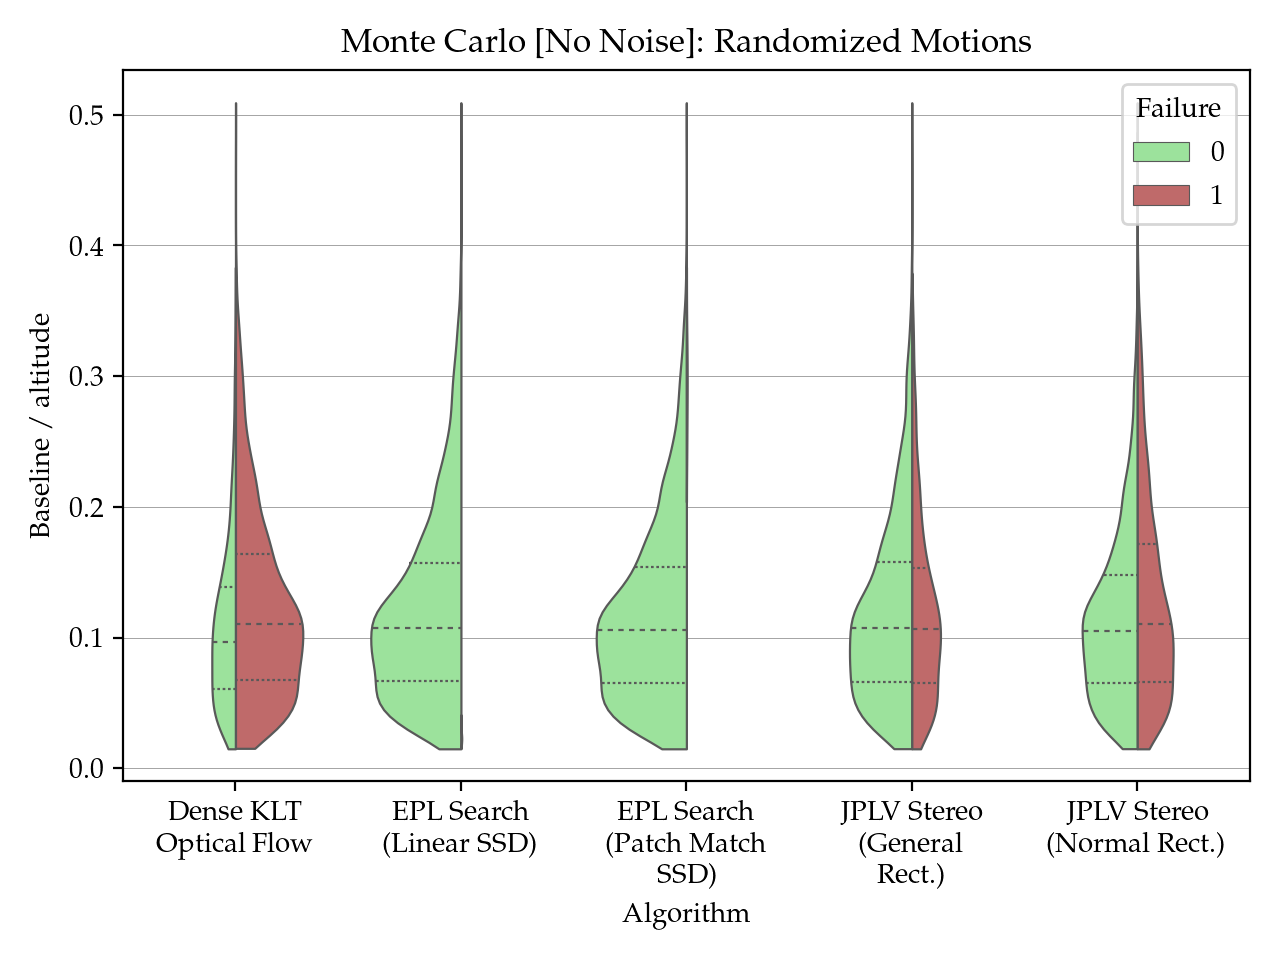 Monte Carlo [No Noise]: Randomized Motions
Failure
0
1
0.5
0.4
0.3
0.2
0.1
0.0
Baseline / altitude
Dense KLT
Optical Flow
EPL Search
(Linear SSD)
EPL Search
(Patch Match
SSD)
JPLV Stereo
(General
Rect.)
JPLV Stereo
(Normal Rect.)
Algorithm